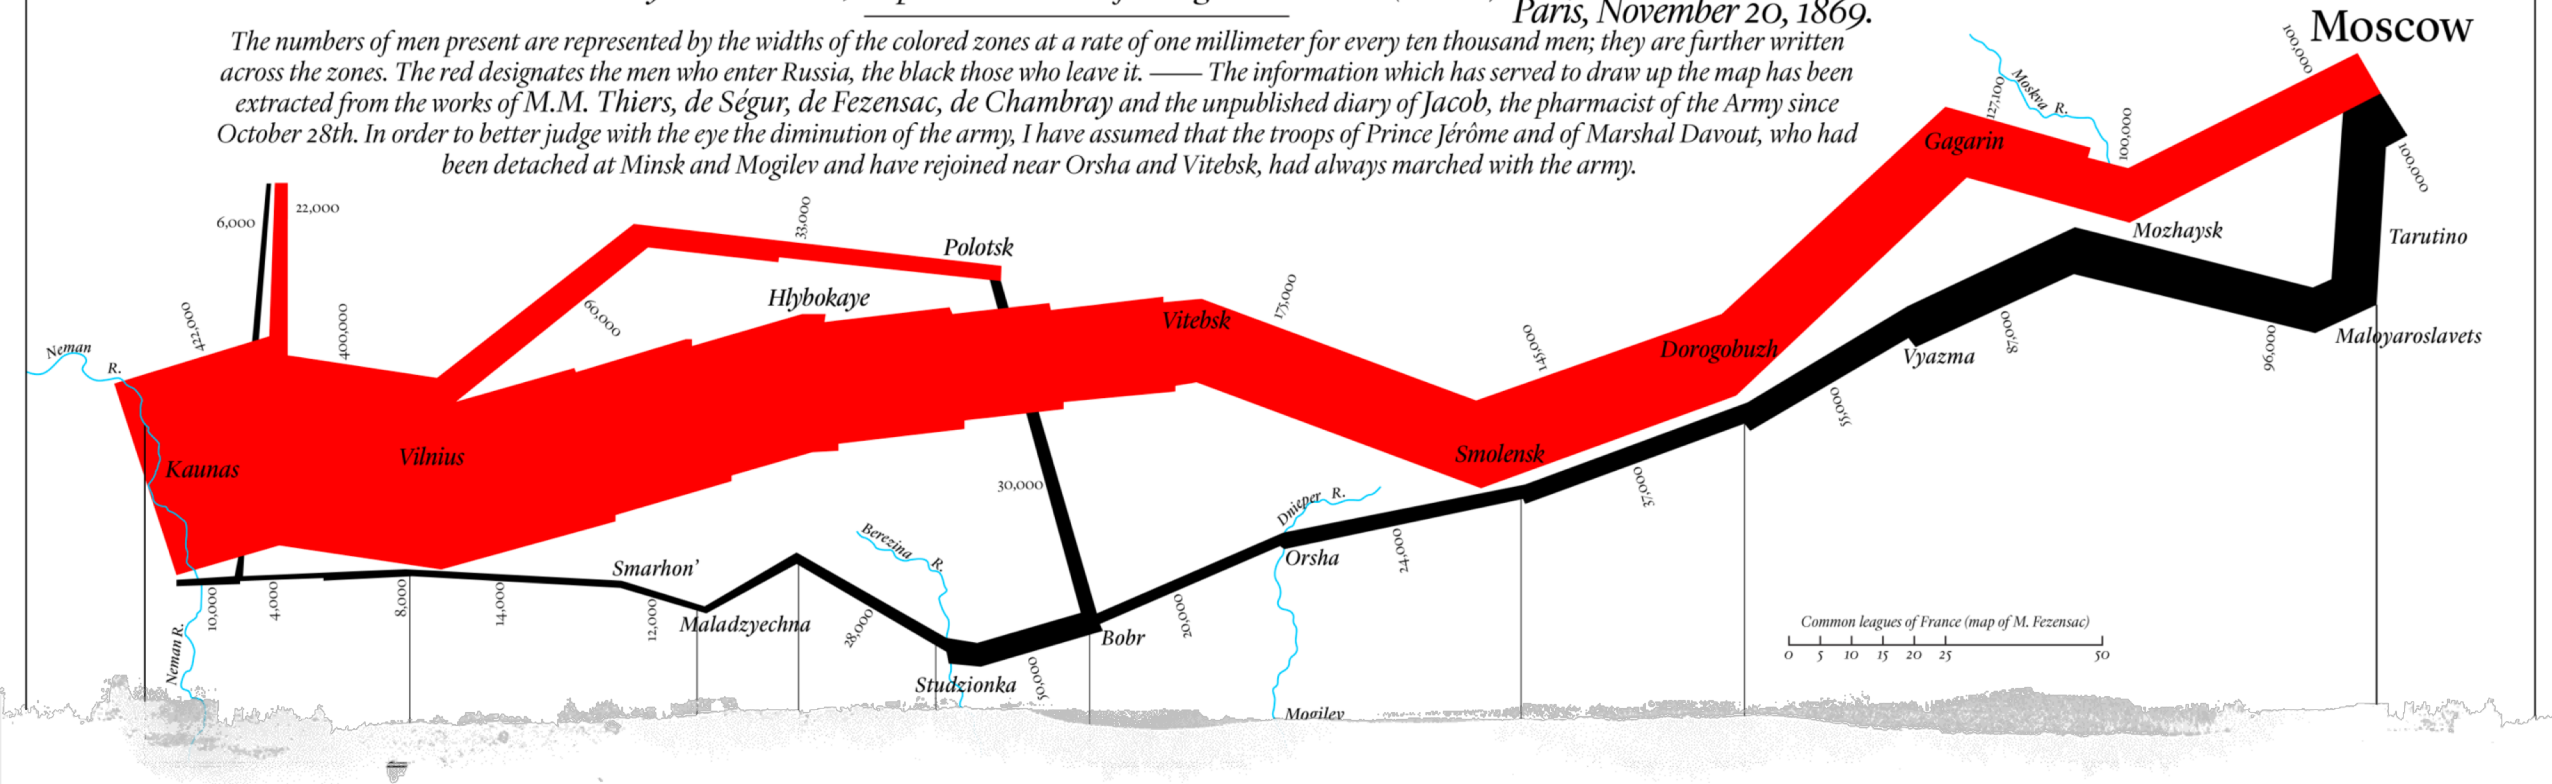 Paris, November 20, 1869.
Moscow
The numbers of men present are represented by the widths of the colored zones at a rate of one millimeter for every ten thousand men; they are further written
across the zones. The red designates the men who enter Russia, the black those who leave it. —— The information which has served to draw up the map has been
extracted from the works of M.M. Thiers, de Ségur, de Fezensac, de Chambray and the unpublished diary of Jacob, the pharmacist of the Army since
October 28th. In order to better judge with the eye the diminution of the army, I have assumed that the troops of Prince Jérôme and of Marshal Davout, who had
been detached at Minsk and Mogilev and have rejoined near Orsha and Vitebsk, had always marched with the army.
100,000
Moskva R.
127,100
100,000
Gagarin
100,000
6,000
22,000
33,000
Polotsk
Mozhaysk
Tarutino
Hlybokaye
60,000
422,000
400,000
175,000
Vitebsk
145,000
Dorogobuzh
Vyazma
87,000
96,000
Maloyaroslavets
Neman
R.
55,000
Kaunas
Vilnius
Smolensk
37,000
30,000
Dnieper R.
Berezina
R.
Orsha
24,000
Smarhon'
10,000
4,000
8,000
14,000
12,000
Maladzyechna
28,000
20,000
Bobr
Neman R.
Studzionka
50,000
Mogilev
Common leagues of France (map of M. Fezensac)
0 5 10 15 20 25 50